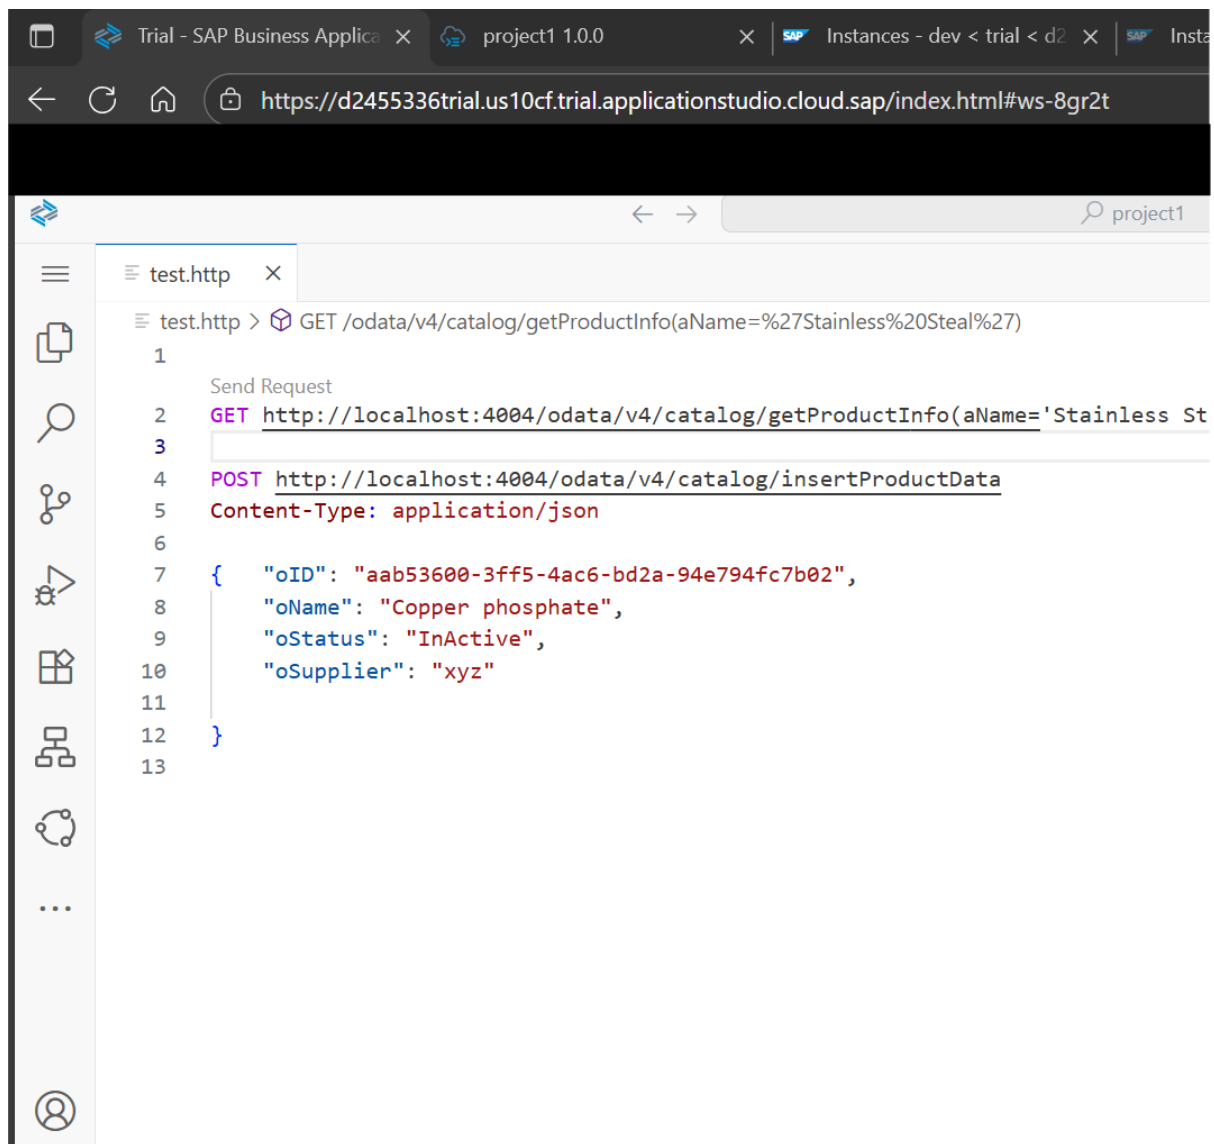 Trial - SAP Business Applica
project1 1.0.0
SAP Instances - dev < trial < d2
SAP Insta
https://d2455336trial.us10cf.trial.applicationstudio.cloud.sap/index.html#ws-8gr2t
project1
test.http
test.http > GET /odata/v4/catalog/getProductInfo(aName=%27Stainless%20Steal%27)
1
Send Request
2 GET http://localhost:4004/odata/v4/catalog/getProductInfo(aName='Stainless St
3
4 POST http://localhost:4004/odata/v4/catalog/insertProductData
5 Content-Type: application/json
6
7 { "oID": "aab53600-3ff5-4ac6-bd2a-94e794fc7b02",
8 "oName": "Copper phosphate",
9 "oStatus": "InActive",
10 "oSupplier": "xyz"
11
12 }
13